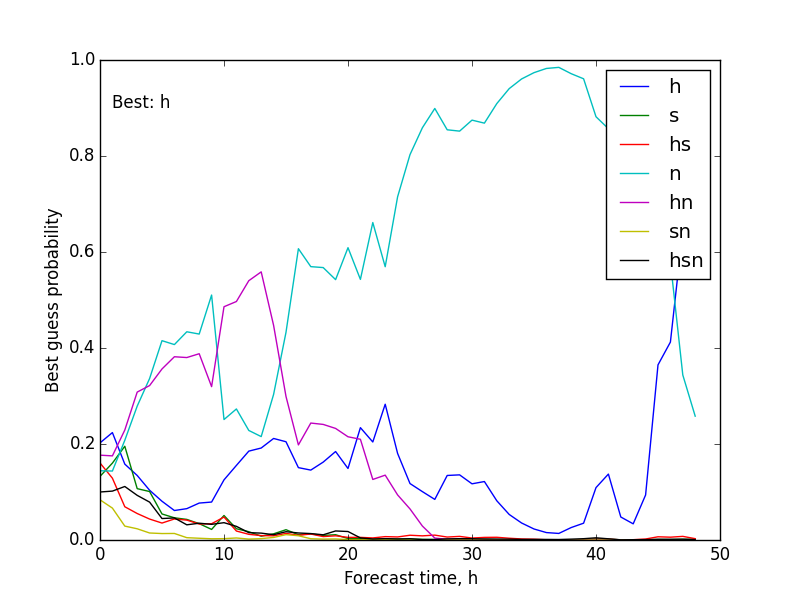 1.0
0.8
0.6
0.4
0.2
0.0
Best guess probability
Best: h
h
s
hs
n
hn
sn
hsn
0 10 20 30 40 50
Forecast time, h